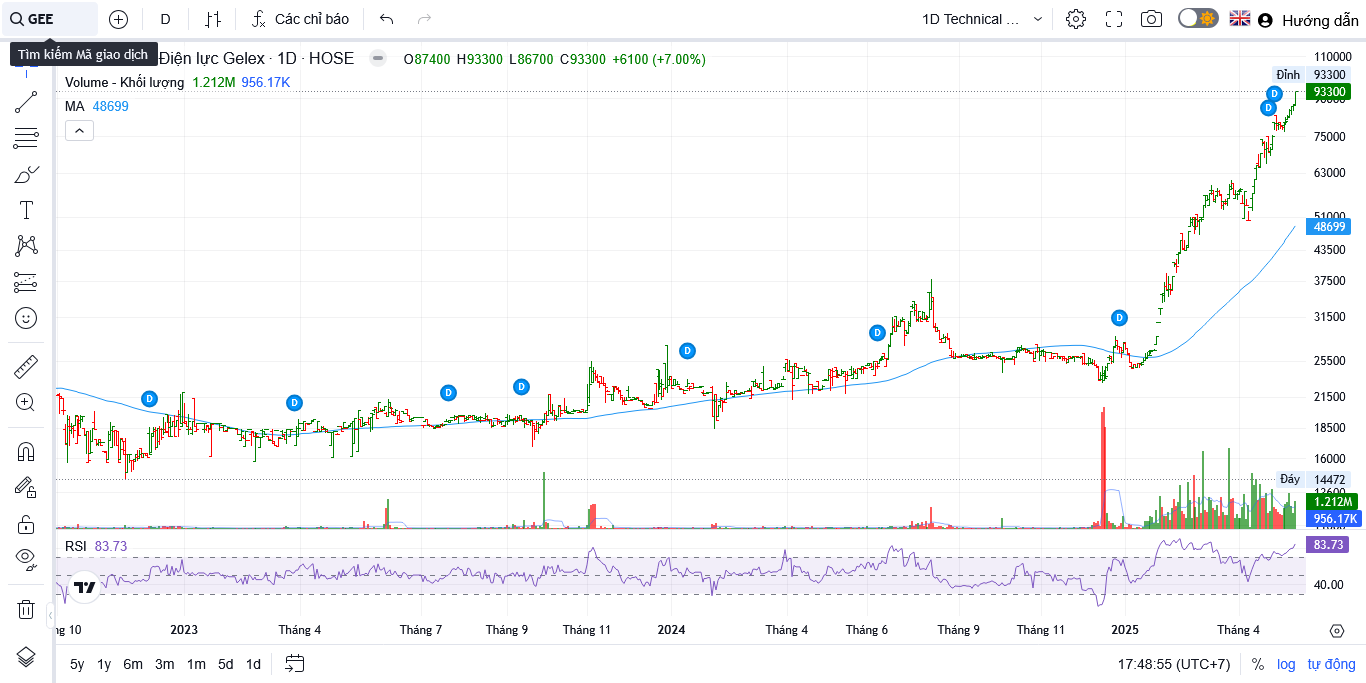 GEE
D
Các chỉ báo
1D Technical ...
Hướng dẫn
Tìm kiếm Mã giao dịch
Điện lực Gelex · 1D · HOSE
O87400 H93300 L86700 C93300 +6100 (+7.00%)
Volume - Khối lượng 1.212M 956.17K
MA 48699
110000
Đỉnh 93300
93300
75000
63000
51000
48699
43500
37500
31500
25500
21500
18500
16000
Đáy 14472
12600
1.212M
956.17K
D
D
D
D
D
D
D
D
D
RSI 83.73
83.73
40.00
ng 10
2023
Tháng 4
Tháng 7
Tháng 9
Tháng 11
2024
Tháng 4
Tháng 6
Tháng 9
Tháng 11
2025
Tháng 4
5y 1y 6m 3m 1m 5d 1d
17:48:55 (UTC+7)
% log tự động